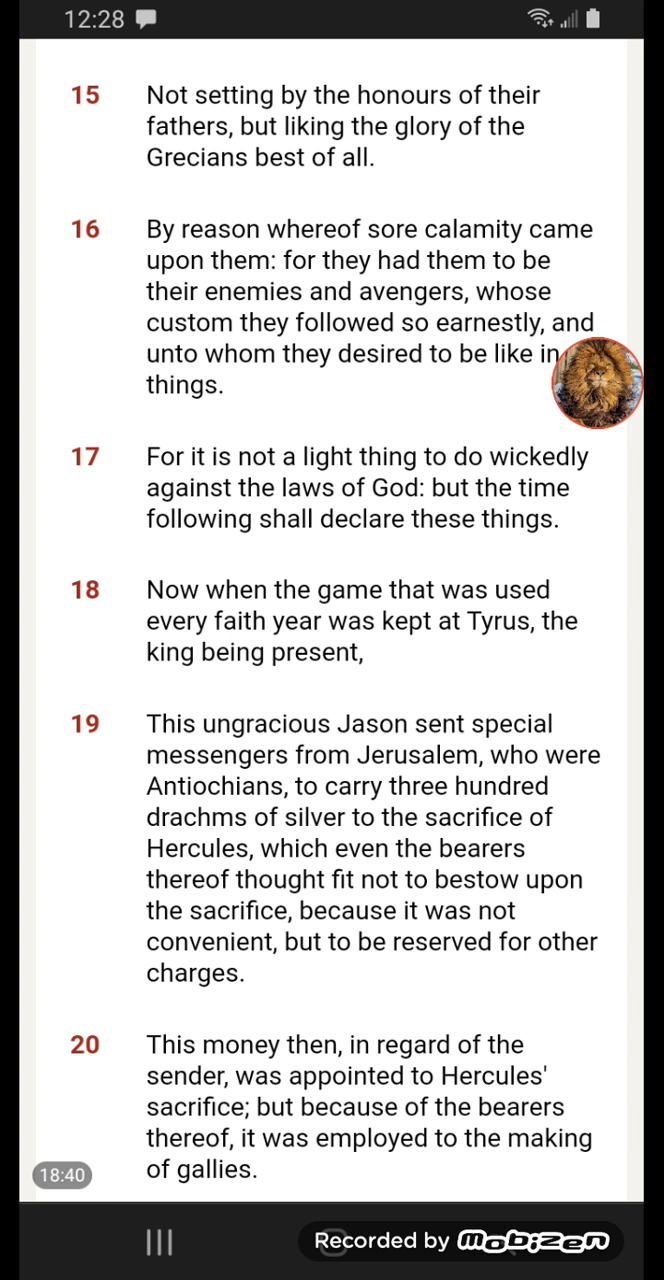 12:28
15 Not setting by the honours of their
fathers, but liking the glory of the
Grecians best of all.
16 By reason whereof sore calamity came
upon them: for they had them to be
their enemies and avengers, whose
custom they followed so earnestly, and
unto whom they desired to be like in
things.
17 For it is not a light thing to do wickedly
against the laws of God: but the time
following shall declare these things.
18 Now when the game that was used
every faith year was kept at Tyrus, the
king being present,
19 This ungracious Jason sent special
messengers from Jerusalem, who were
Antiochians, to carry three hundred
drachms of silver to the sacrifice of
Hercules, which even the bearers
thereof thought fit not to bestow upon
the sacrifice, because it was not
convenient, but to be reserved for other
charges.
20 This money then, in regard of the
sender, was appointed to Hercules'
sacrifice; but because of the bearers
thereof, it was employed to the making
of gallies.
18:40
Recorded by mobizen